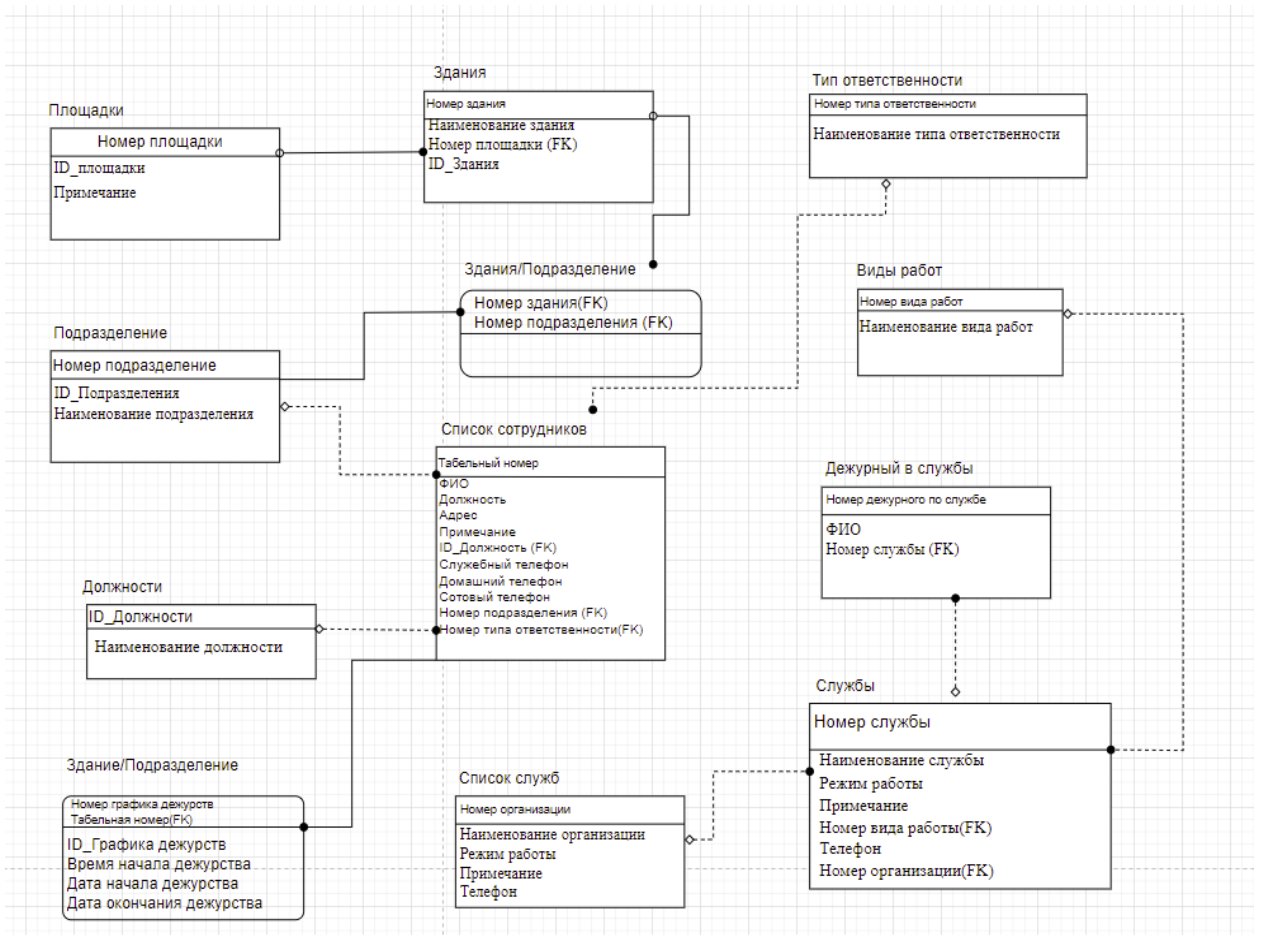 Площадки
Номер площадки
ID_площадки
Примечание
Здания
Номер здания
Наименование здания
Номер площадки (FK)
ID_Здания
Тип ответственности
Номер типа ответственности
Наименование типа ответственности
Здания/Подразделение
Номер здания(FK)
Номер подразделения (FK)
Виды работ
Номер вида работ
Наименование вида работ
Подразделение
Номер подразделение
ID_Подразделения
Наименование подразделения
Список сотрудников
Табельный номер
ФИО
Должность
Адрес
Примечание
ID_Должность (FK)
Служебный телефон
Домашний телефон
Сотовый телефон
Номер подразделения (FK)
Номер типа ответственности(FK)
Дежурный в службы
Номер дежурного по службе
ФИО
Номер службы (FK)
Должности
ID_Должности
Наименование должности
Службы
Номер службы
Наименование службы
Режим работы
Примечание
Номер вида работы(FK)
Телефон
Номер организации(FK)
Здание/Подразделение
Номер графика дежурств
Табельная номер(FK)
ID_Графика дежурств
Время начала дежурства
Дата начала дежурства
Дата окончания дежурства
Список служб
Номер организации
Наименование организации
Режим работы
Примечание
Телефон